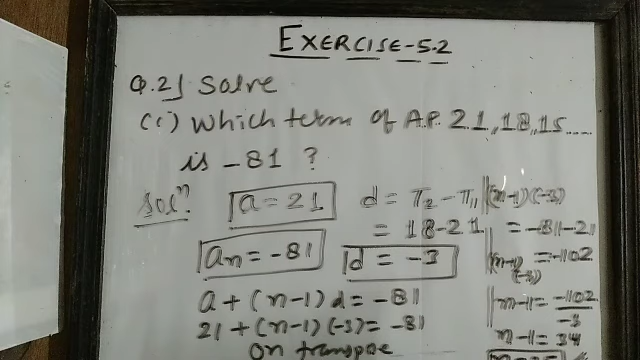 EXERCISE-5.2
Q.2] Solve
(i) Which term of A.P. 21, 18, 15.....
is -81 ?
Solⁿ
a = 21
d = T2 - T1
= 18-21
an = -81
d = -3
a + (n-1) d = -81
21 + (n-1) (-3) = -81
On transpose
(n-1)(-3)
= -81-21
(n-1)(-3) = -102
n-1 = -102/-3
n-1 = 34